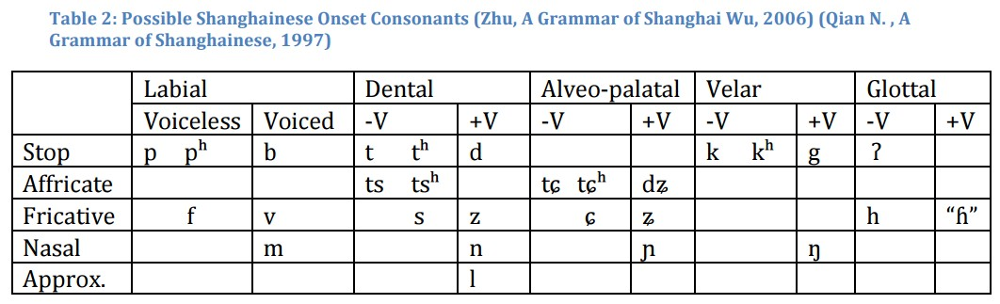 Table 2: Possible Shanghainese Onset Consonants (Zhu, A Grammar of Shanghai Wu, 2006) (Qian N. , A
Grammar of Shanghainese, 1997)
Labial Dental Alveo-palatal Velar Glottal
Voiceless Voiced -V +V -V +V -V +V -V +V
Stop p pʰ b t tʰ d k kʰ g ʔ
Affricate ts tsʰ tɕ tɕʰ dʑ
Fricative f v s z ɕ ʑ h “ɦ”
Nasal m n ɲ ŋ
Approx. l